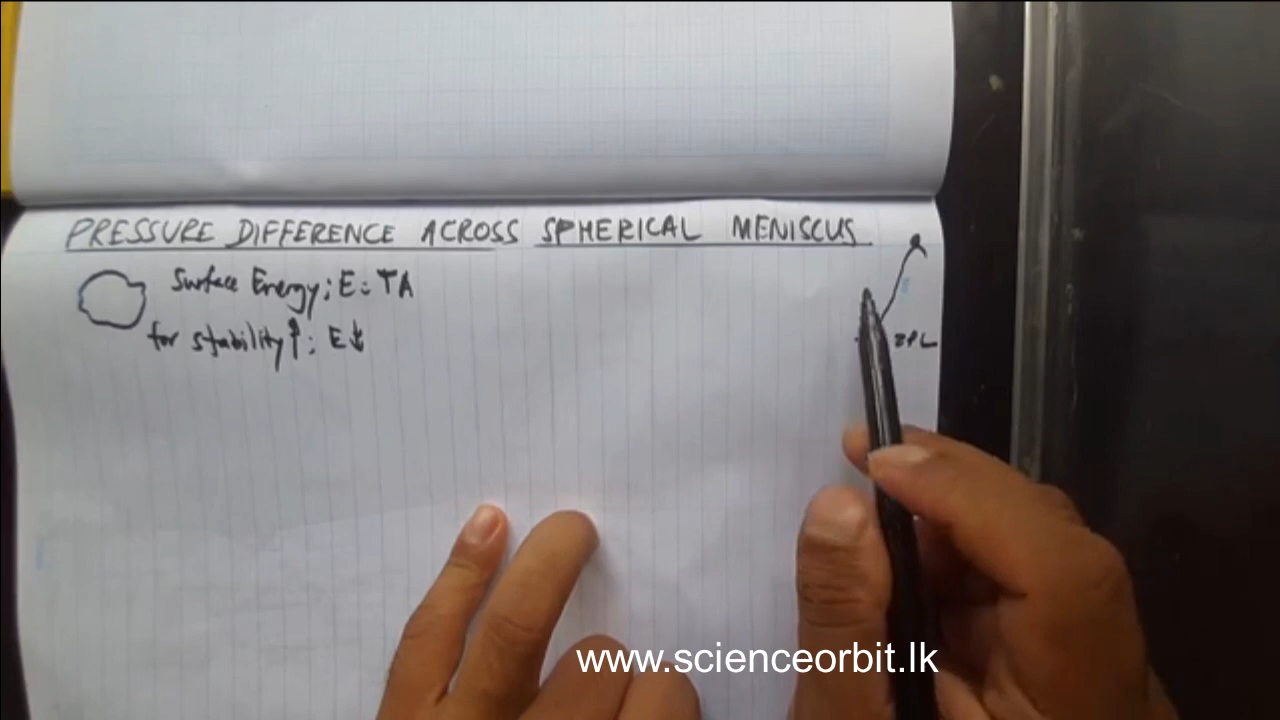 PRESSURE DIFFERENCE ACROSS SPHERICAL MENISCUS
Surface Energy; E = TA
for stability ↑ ; E↓
www.scienceorbit.lk